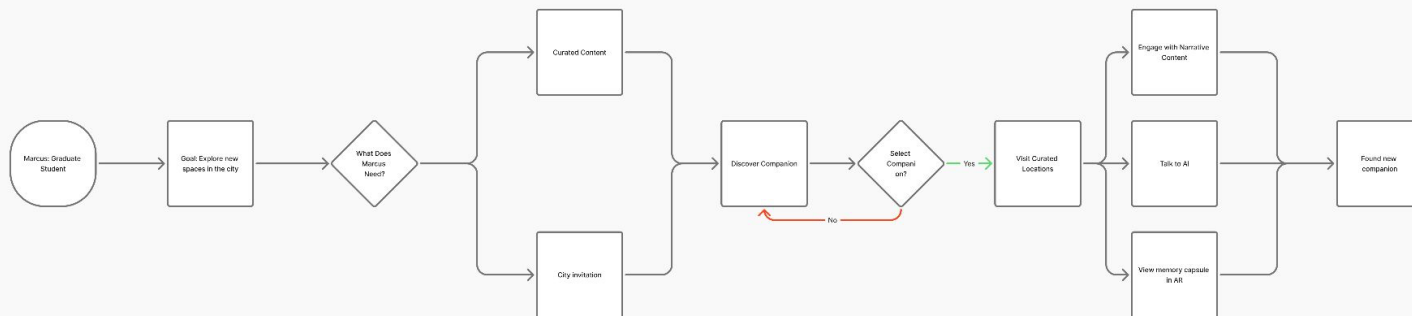 Marcus: Graduate
Student
Goal: Explore new
spaces in the city
What Does
Marcus
Need?
Curated Content
City invitation
Discover Companion
Select
Compani
on?
Yes
No
Visit Curated
Locations
Engage with Narrative
Content
Talk to AI
View memory capsule
in AR
Found new
companion